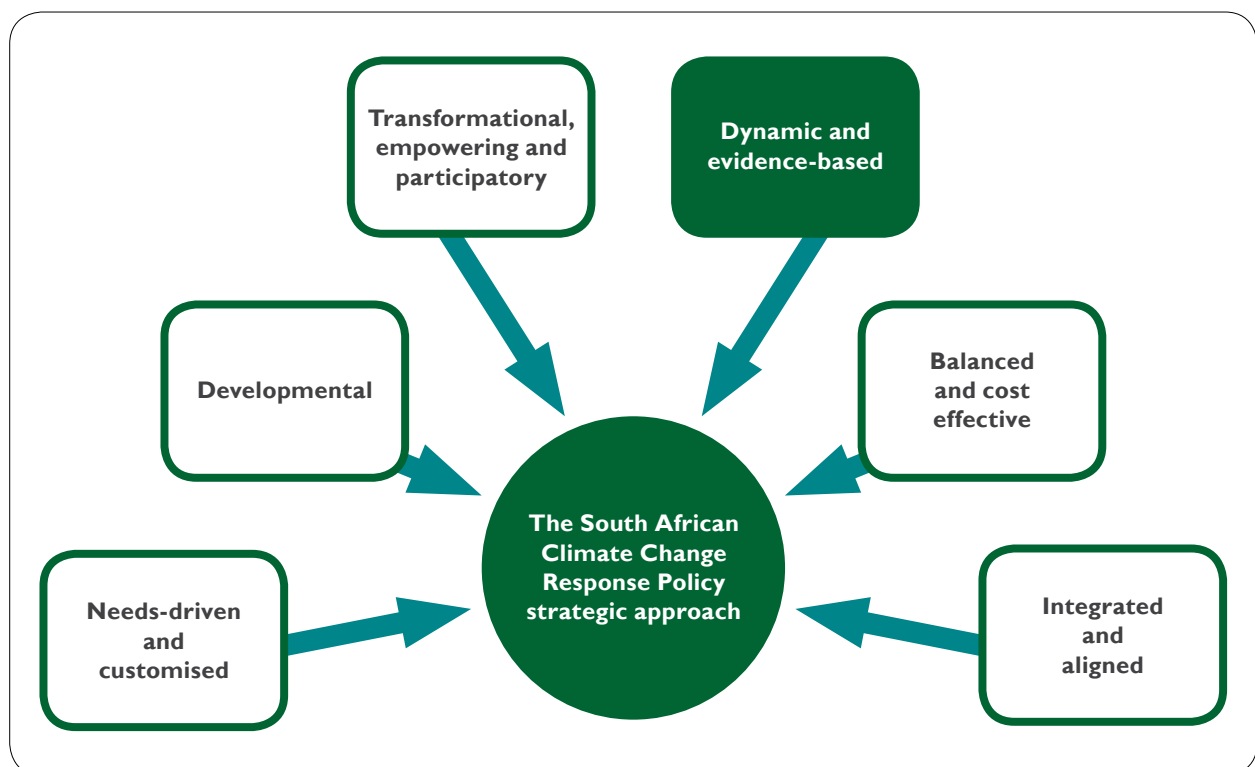 Transformational,
empowering and
participatory
Dynamic and
evidence-based
Developmental
Balanced
and cost
effective
The South African
Climate Change
Response Policy
strategic approach
Needs-driven
and
customised
Integrated
and
aligned